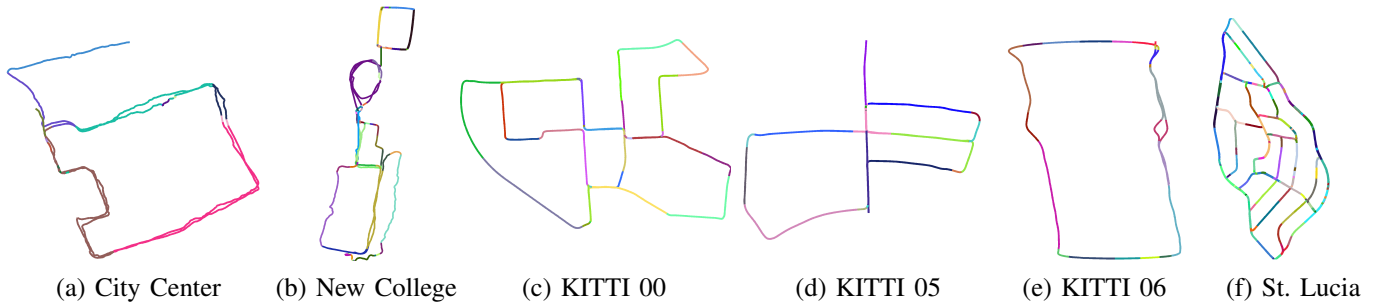 (a) City Center
(b) New College
(c) KITTI 00
(d) KITTI 05
(e) KITTI 06
(f) St. Lucia